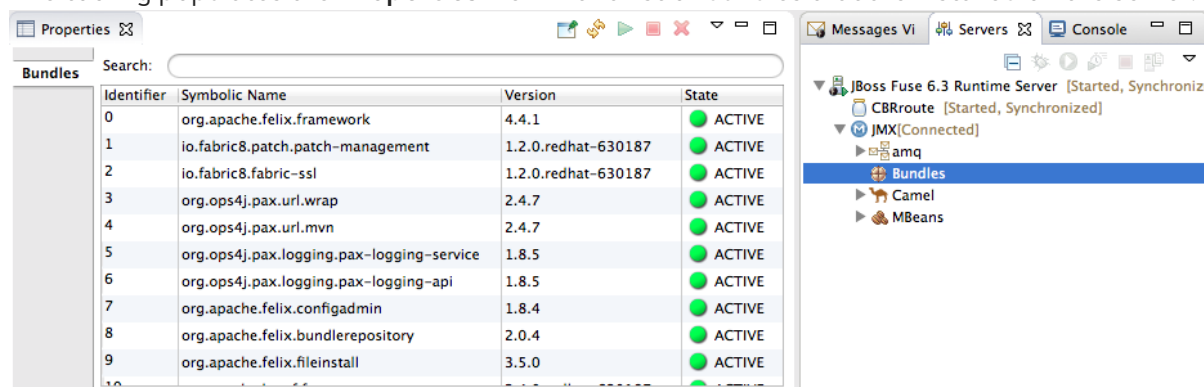 Properties
Bundles
Search:
Identifier Symbolic Name Version State
0 org.apache.felix.framework 4.4.1 ACTIVE
1 io.fabric8.patch.patch-management 1.2.0.redhat-630187 ACTIVE
2 io.fabric8.fabric-ssl 1.2.0.redhat-630187 ACTIVE
3 org.ops4j.pax.url.wrap 2.4.7 ACTIVE
4 org.ops4j.pax.url.mvn 2.4.7 ACTIVE
5 org.ops4j.pax.logging.pax-logging-service 1.8.5 ACTIVE
6 org.ops4j.pax.logging.pax-logging-api 1.8.5 ACTIVE
7 org.apache.felix.configadmin 1.8.4 ACTIVE
8 org.apache.felix.bundlerepository 2.0.4 ACTIVE
9 org.apache.felix.fileinstall 3.5.0 ACTIVE
Messages Vi Servers Console
JBoss Fuse 6.3 Runtime Server [Started, Synchroniz
CBRroute [Started, Synchronized]
JMX[Connected]
amq
Bundles
Camel
MBeans